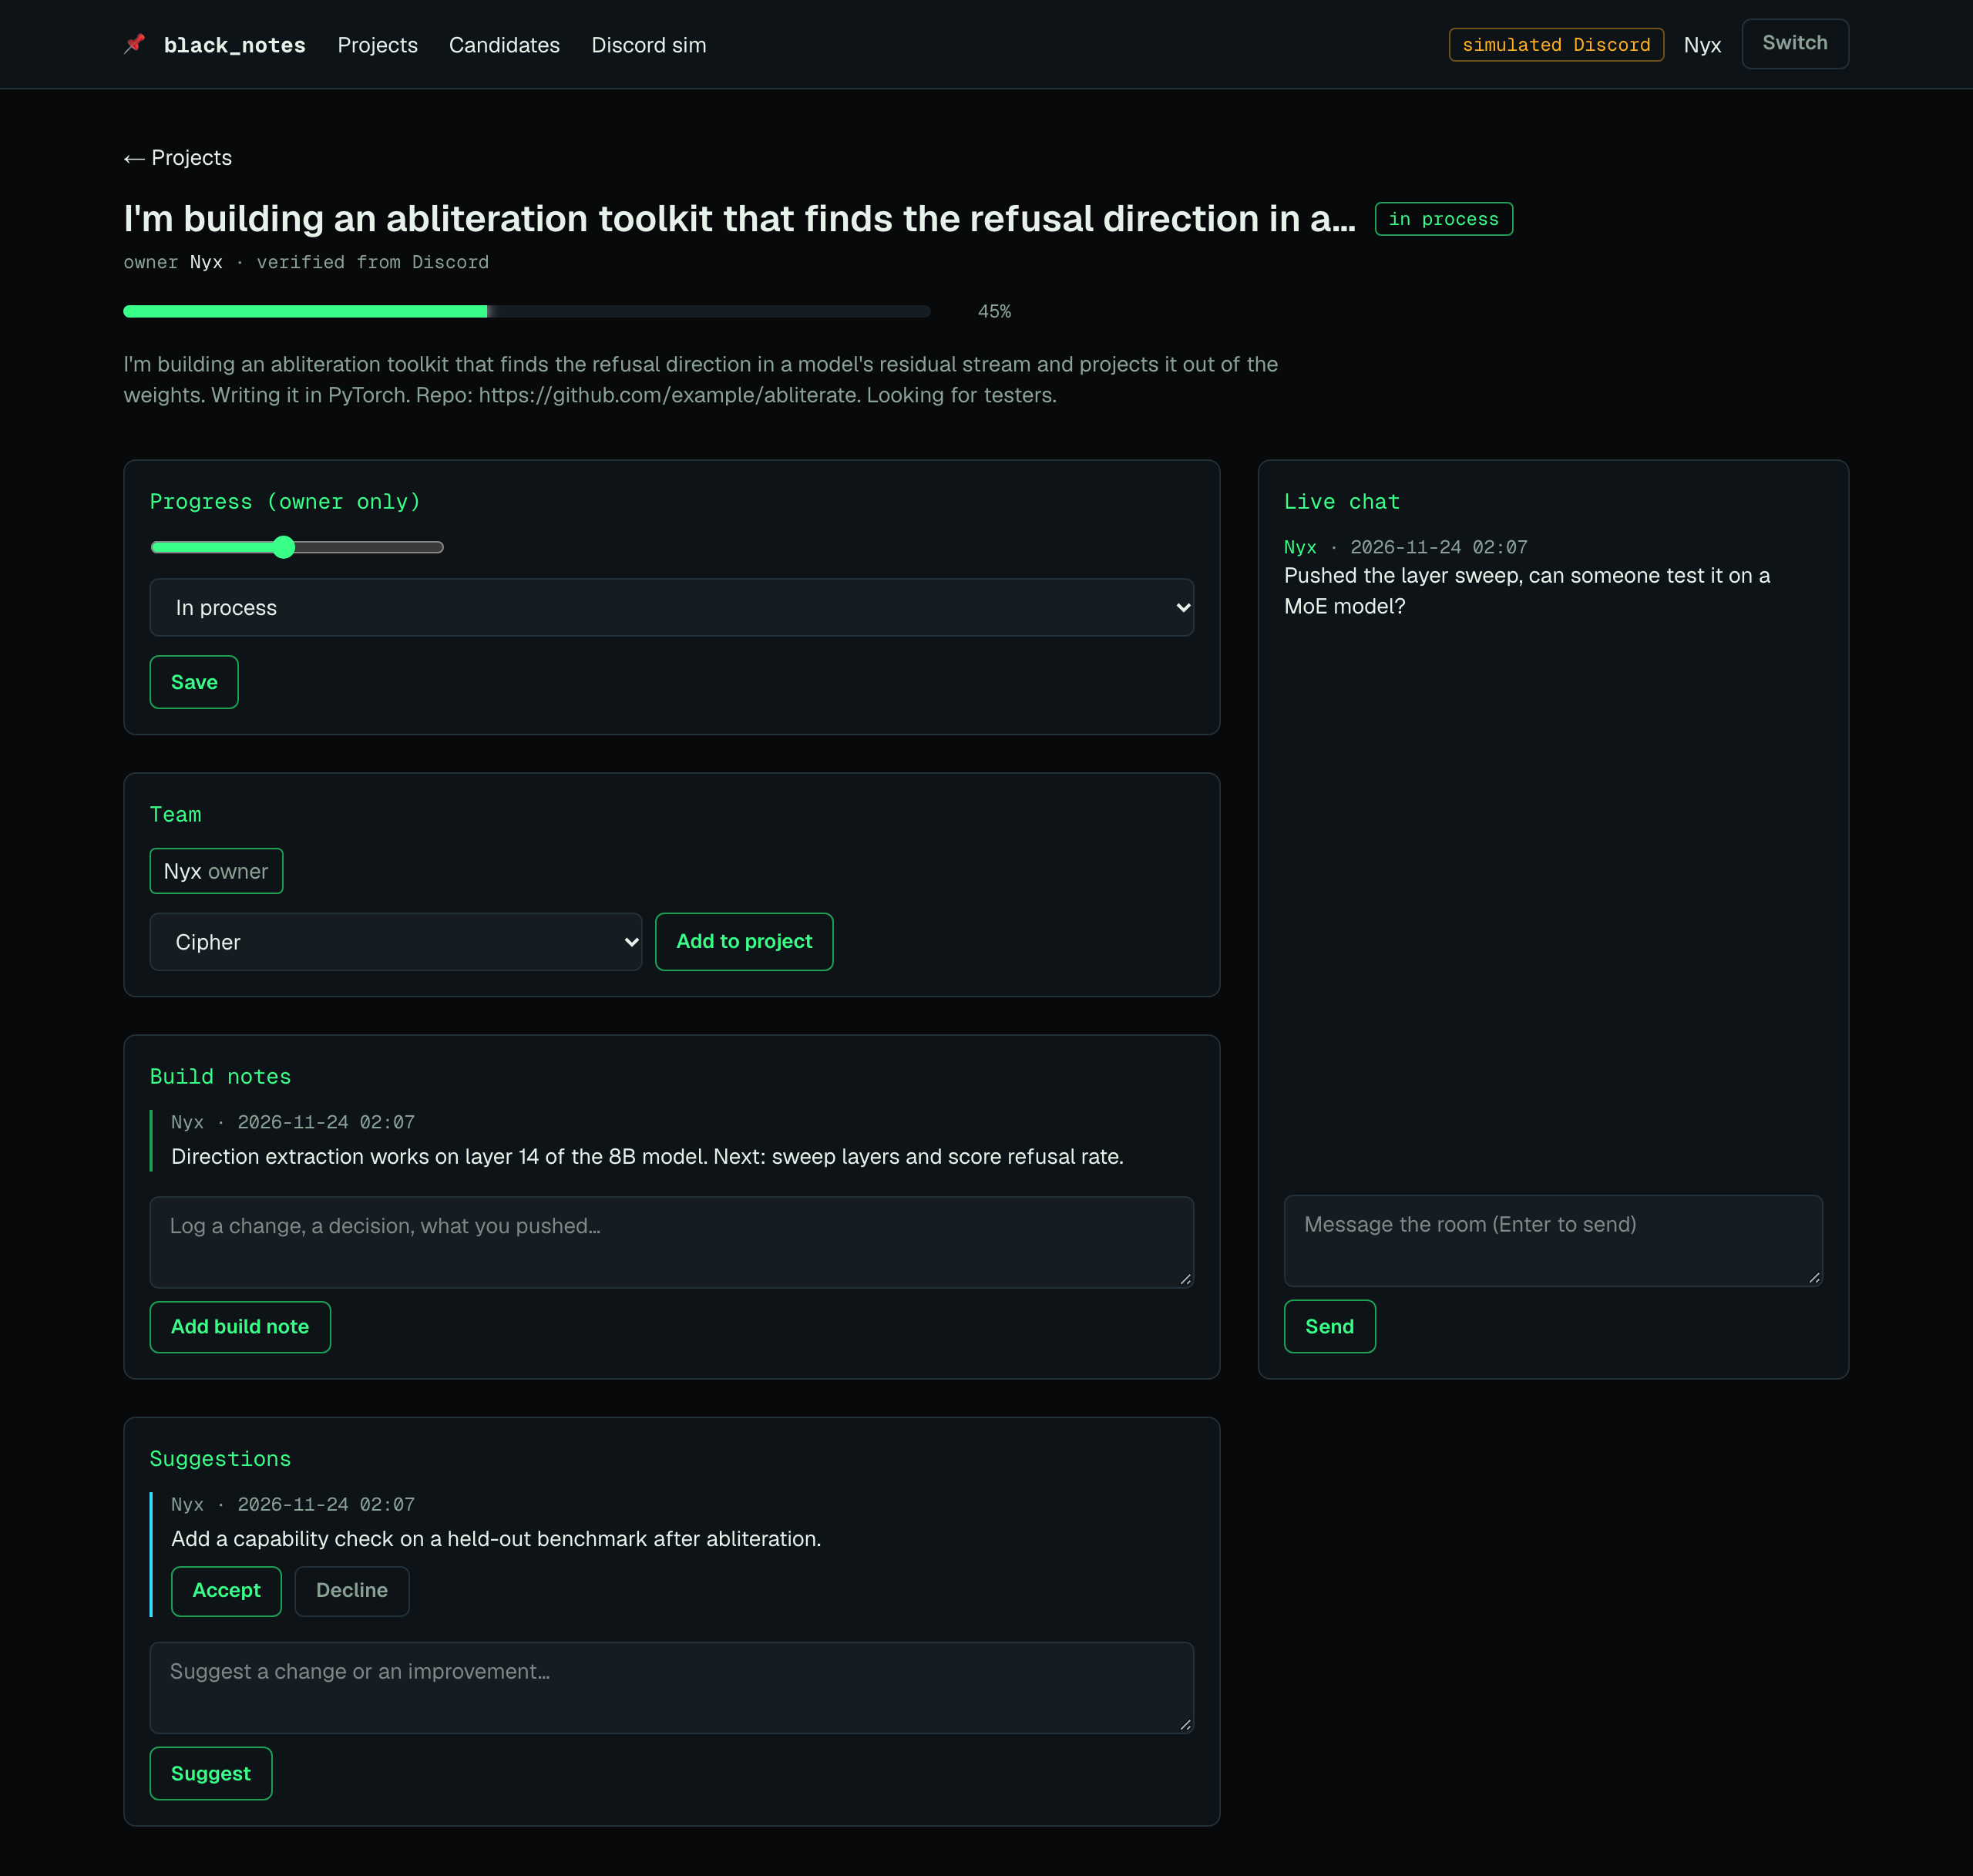 black_notes Projects Candidates Discord sim simulated Discord Nyx Switch
← Projects
I'm building an abliteration toolkit that finds the refusal direction in a... in process
owner Nyx · verified from Discord
45%
I'm building an abliteration toolkit that finds the refusal direction in a model's residual stream and projects it out of the
weights. Writing it in PyTorch. Repo: https://github.com/example/abliterate. Looking for testers.
Progress (owner only)
In process
Save
Team
Nyx owner
Cipher
Add to project
Build notes
Nyx · 2026-11-24 02:07
Direction extraction works on layer 14 of the 8B model. Next: sweep layers and score refusal rate.
Log a change, a decision, what you pushed...
Add build note
Suggestions
Nyx · 2026-11-24 02:07
Add a capability check on a held-out benchmark after abliteration.
Accept
Decline
Suggest a change or an improvement...
Suggest
Live chat
Nyx · 2026-11-24 02:07
Pushed the layer sweep, can someone test it on a
MoE model?
Message the room (Enter to send)
Send